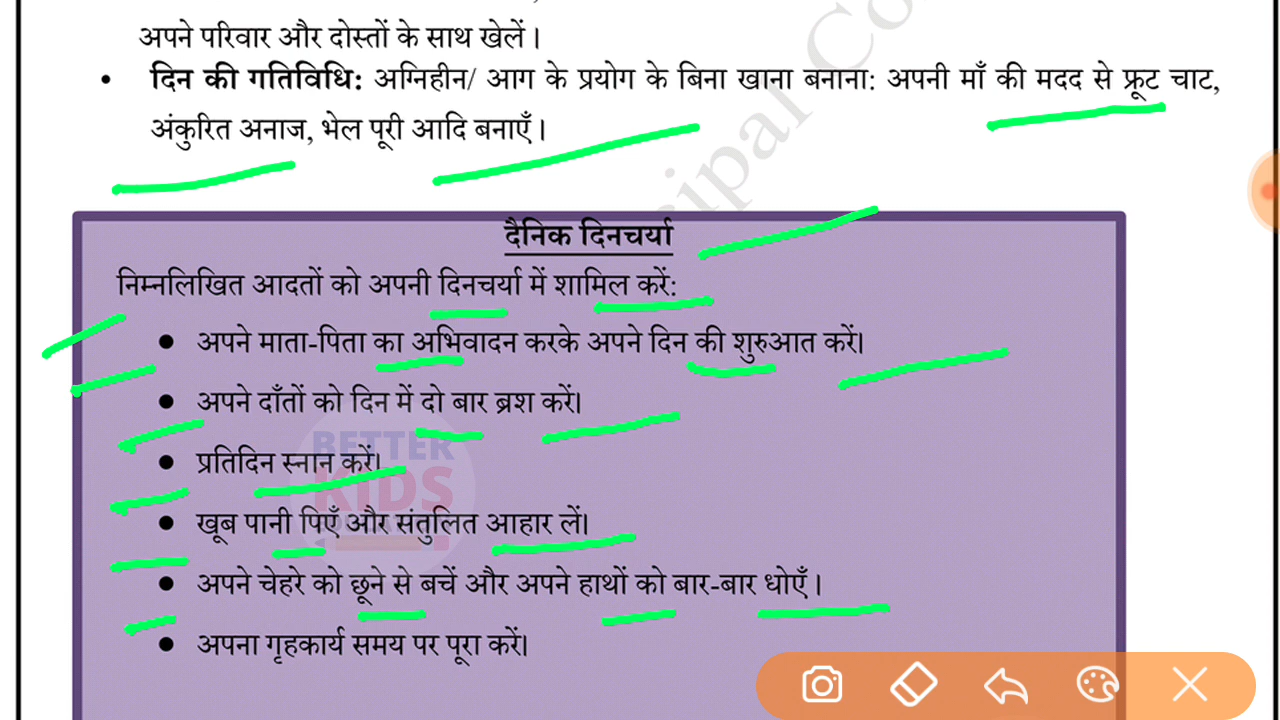 अपने परिवार और दोस्तों के साथ खेलें।
• दिन की गतिविधि: अग्निहीन/ आग के प्रयोग के बिना खाना बनाना: अपनी माँ की मदद से फ्रूट चाट,
अंकुरित अनाज, भेल पूरी आदि बनाएँ।
दैनिक दिनचर्या
निम्नलिखित आदतों को अपनी दिनचर्या में शामिल करें:
● अपने माता-पिता का अभिवादन करके अपने दिन की शुरुआत करें।
● अपने दाँतों को दिन में दो बार ब्रश करें।
● प्रतिदिन स्नान करें।
● खूब पानी पिएँ और संतुलित आहार लें।
● अपने चेहरे को छूने से बचें और अपने हाथों को बार-बार धोएँ।
● अपना गृहकार्य समय पर पूरा करें।
BETTER
KIDS